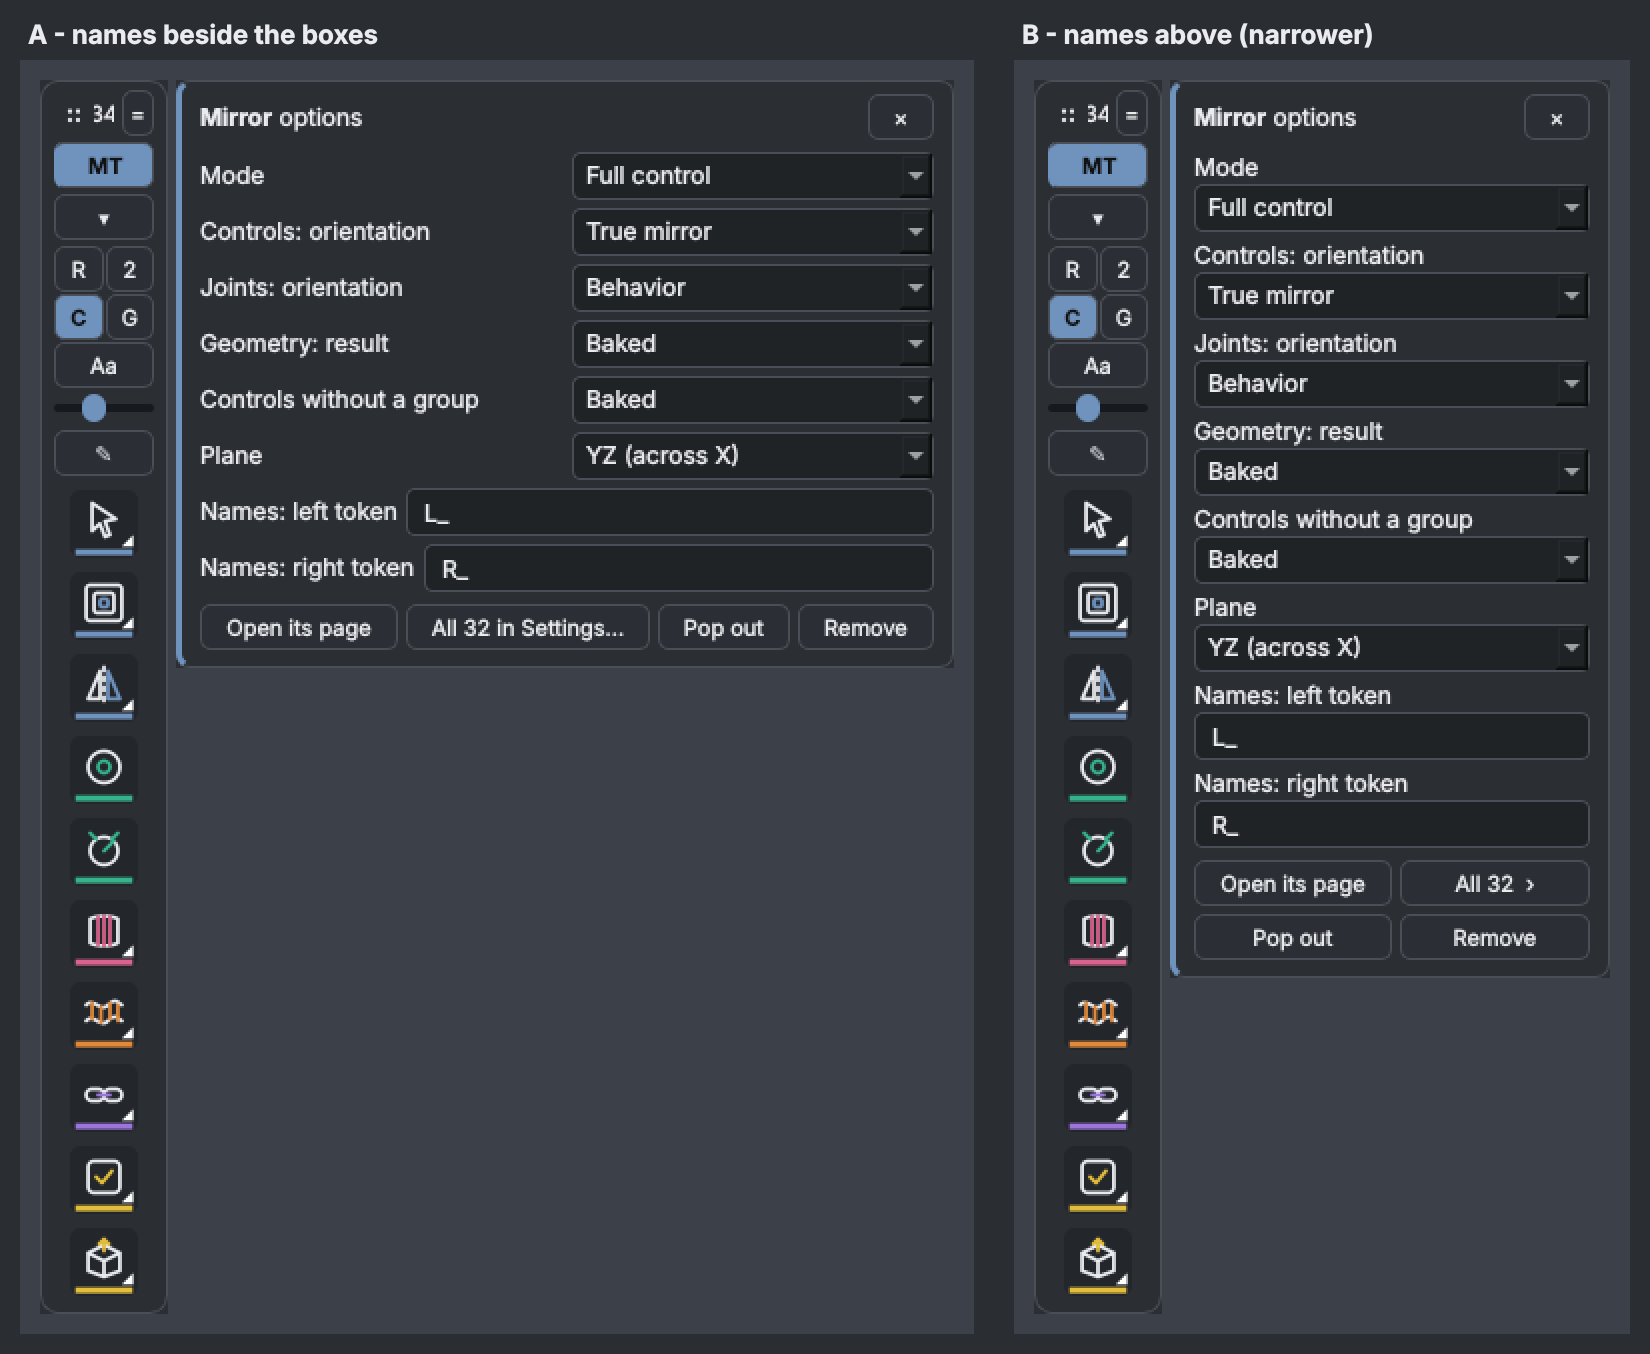 A - names beside the boxes
:: 34 =
MT
▾
R 2
C G
Aa
✎
Mirror options ×
Mode Full control
Controls: orientation True mirror
Joints: orientation Behavior
Geometry: result Baked
Controls without a group Baked
Plane YZ (across X)
Names: left token L_
Names: right token R_
Open its page All 32 in Settings... Pop out Remove
B - names above (narrower)
:: 34 =
MT
▾
R 2
C G
Aa
✎
Mirror options ×
Mode
Full control
Controls: orientation
True mirror
Joints: orientation
Behavior
Geometry: result
Baked
Controls without a group
Baked
Plane
YZ (across X)
Names: left token
L_
Names: right token
R_
Open its page All 32 ›
Pop out Remove